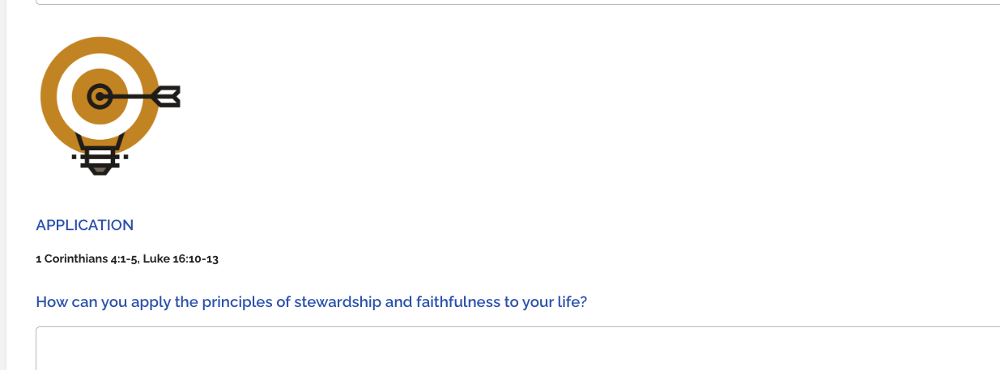 APPLICATION
1 Corinthians 4:1-5, Luke 16:10-13
How can you apply the principles of stewardship and faithfulness to your life?